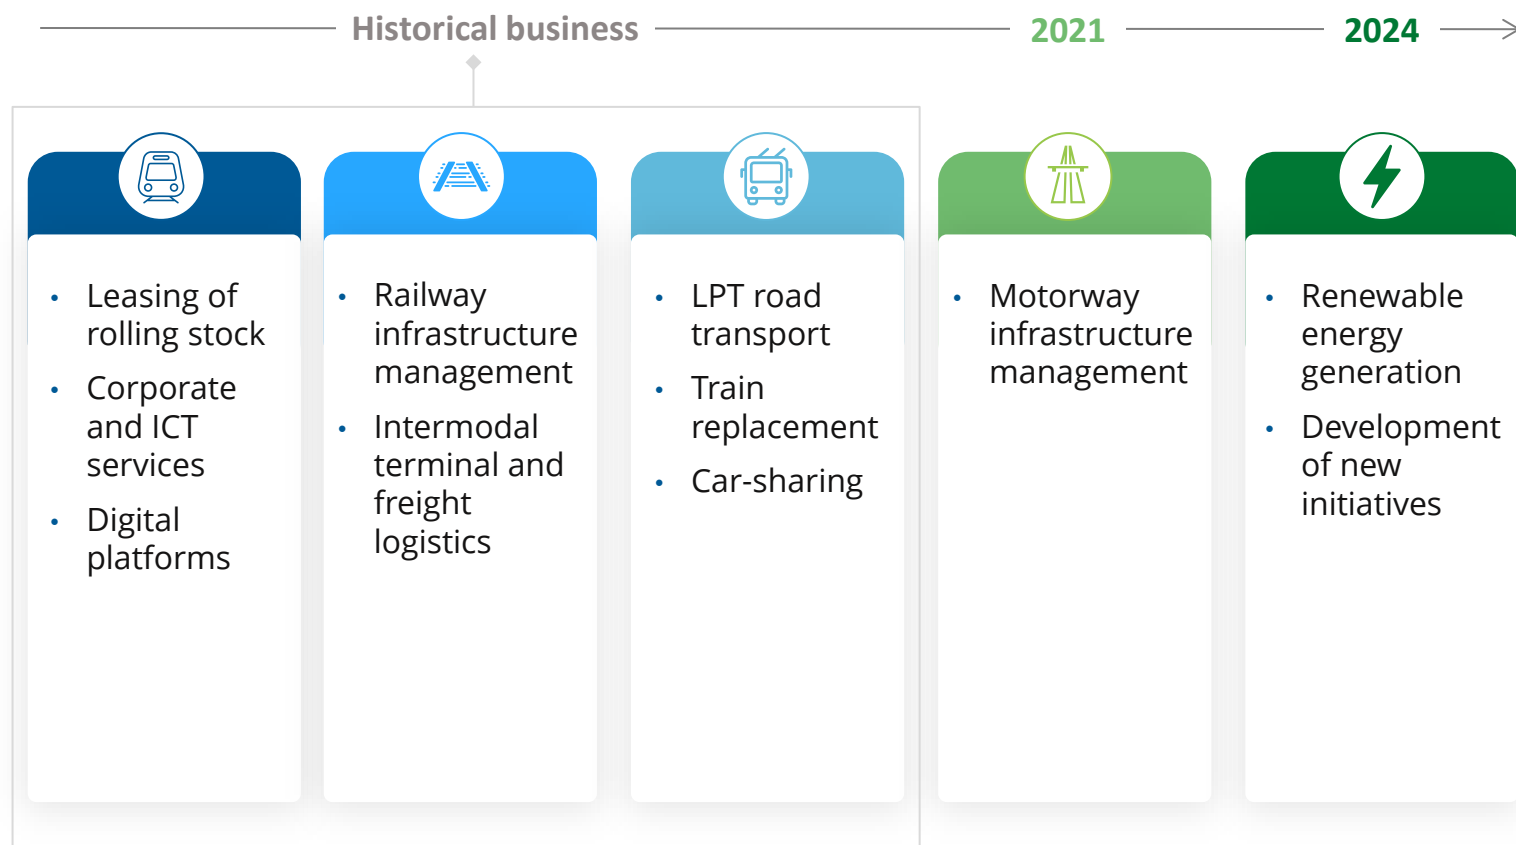 Historical business
2021
2024
• Leasing of
rolling stock
• Corporate
and ICT
services
• Digital
platforms
• Railway
infrastructure
management
• Intermodal
terminal and
freight
logistics
• LPT road
transport
• Train
replacement
• Car-sharing
• Motorway
infrastructure
management
• Renewable
energy
generation
• Development
of new
initiatives